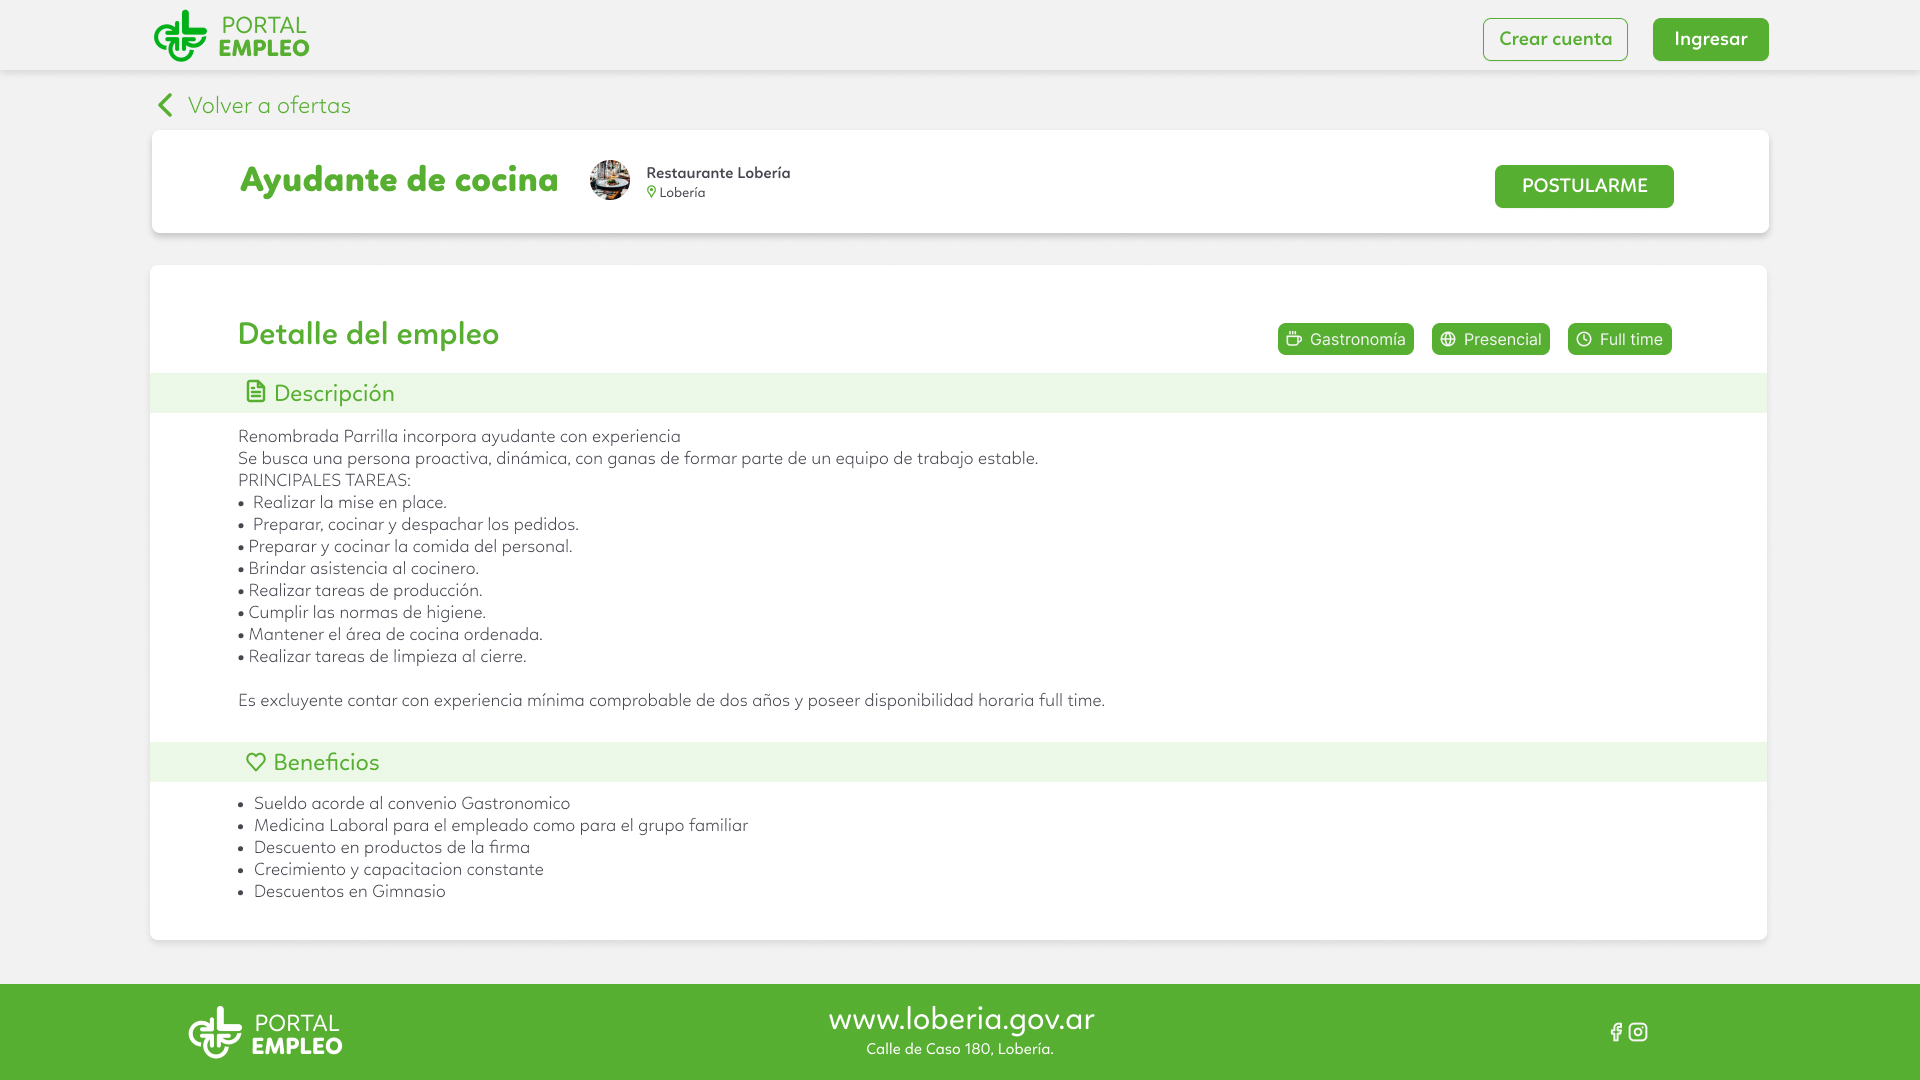 PORTAL
EMPLEO
Crear cuenta
Ingresar
Volver a ofertas
Ayudante de cocina
Restaurante Lobería
Lobería
POSTULARME
Detalle del empleo
Gastronomía
Presencial
Full time
Descripción
Renombrada Parrilla incorpora ayudante con experiencia
Se busca una persona proactiva, dinámica, con ganas de formar parte de un equipo de trabajo estable.
PRINCIPALES TAREAS:
• Realizar la mise en place.
• Preparar, cocinar y despachar los pedidos.
• Preparar y cocinar la comida del personal.
• Brindar asistencia al cocinero.
• Realizar tareas de producción.
• Cumplir las normas de higiene.
• Mantener el área de cocina ordenada.
• Realizar tareas de limpieza al cierre.
Es excluyente contar con experiencia mínima comprobable de dos años y poseer disponibilidad horaria full time.
Beneficios
• Sueldo acorde al convenio Gastronomico
• Medicina Laboral para el empleado como para el grupo familiar
• Descuento en productos de la firma
• Crecimiento y capacitacion constante
• Descuentos en Gimnasio
PORTAL
EMPLEO
www.loberia.gov.ar
Calle de Caso 180, Lobería.